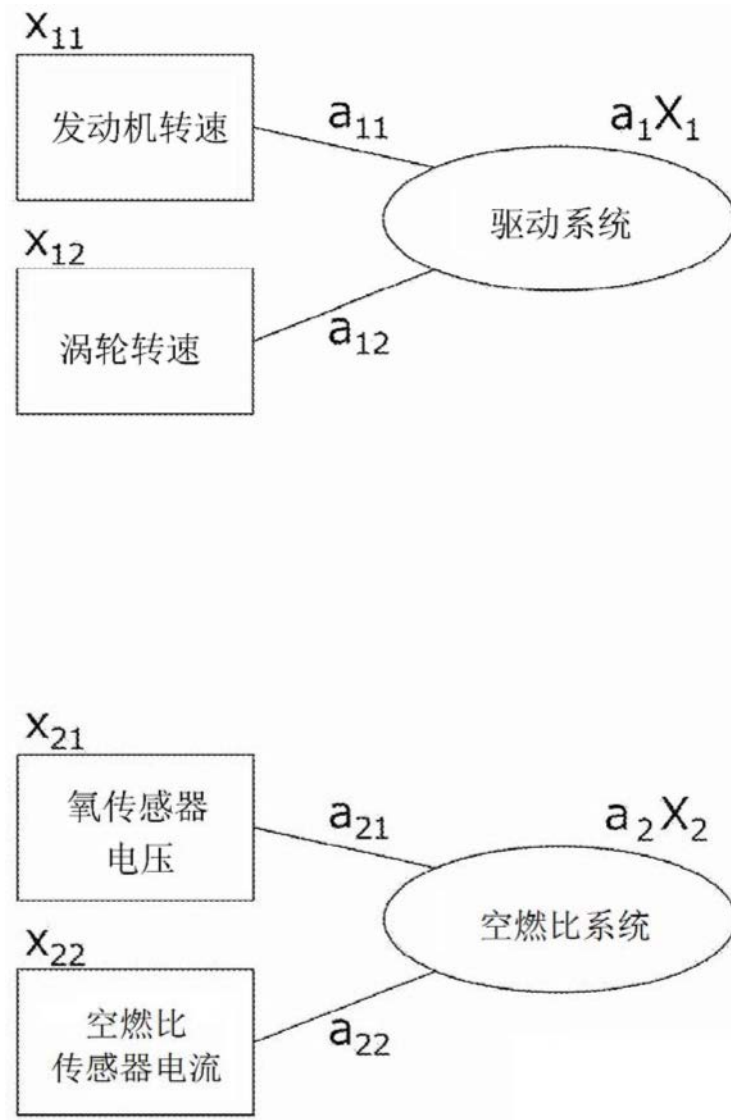 x₁₁
发动机转速
a₁₁
a₁X₁
驱动系统
x₁₂
涡轮转速
a₁₂
x₂₁
氧传感器
电压
a₂₁
a₂X₂
空燃比系统
x₂₂
空燃比
传感器电流
a₂₂